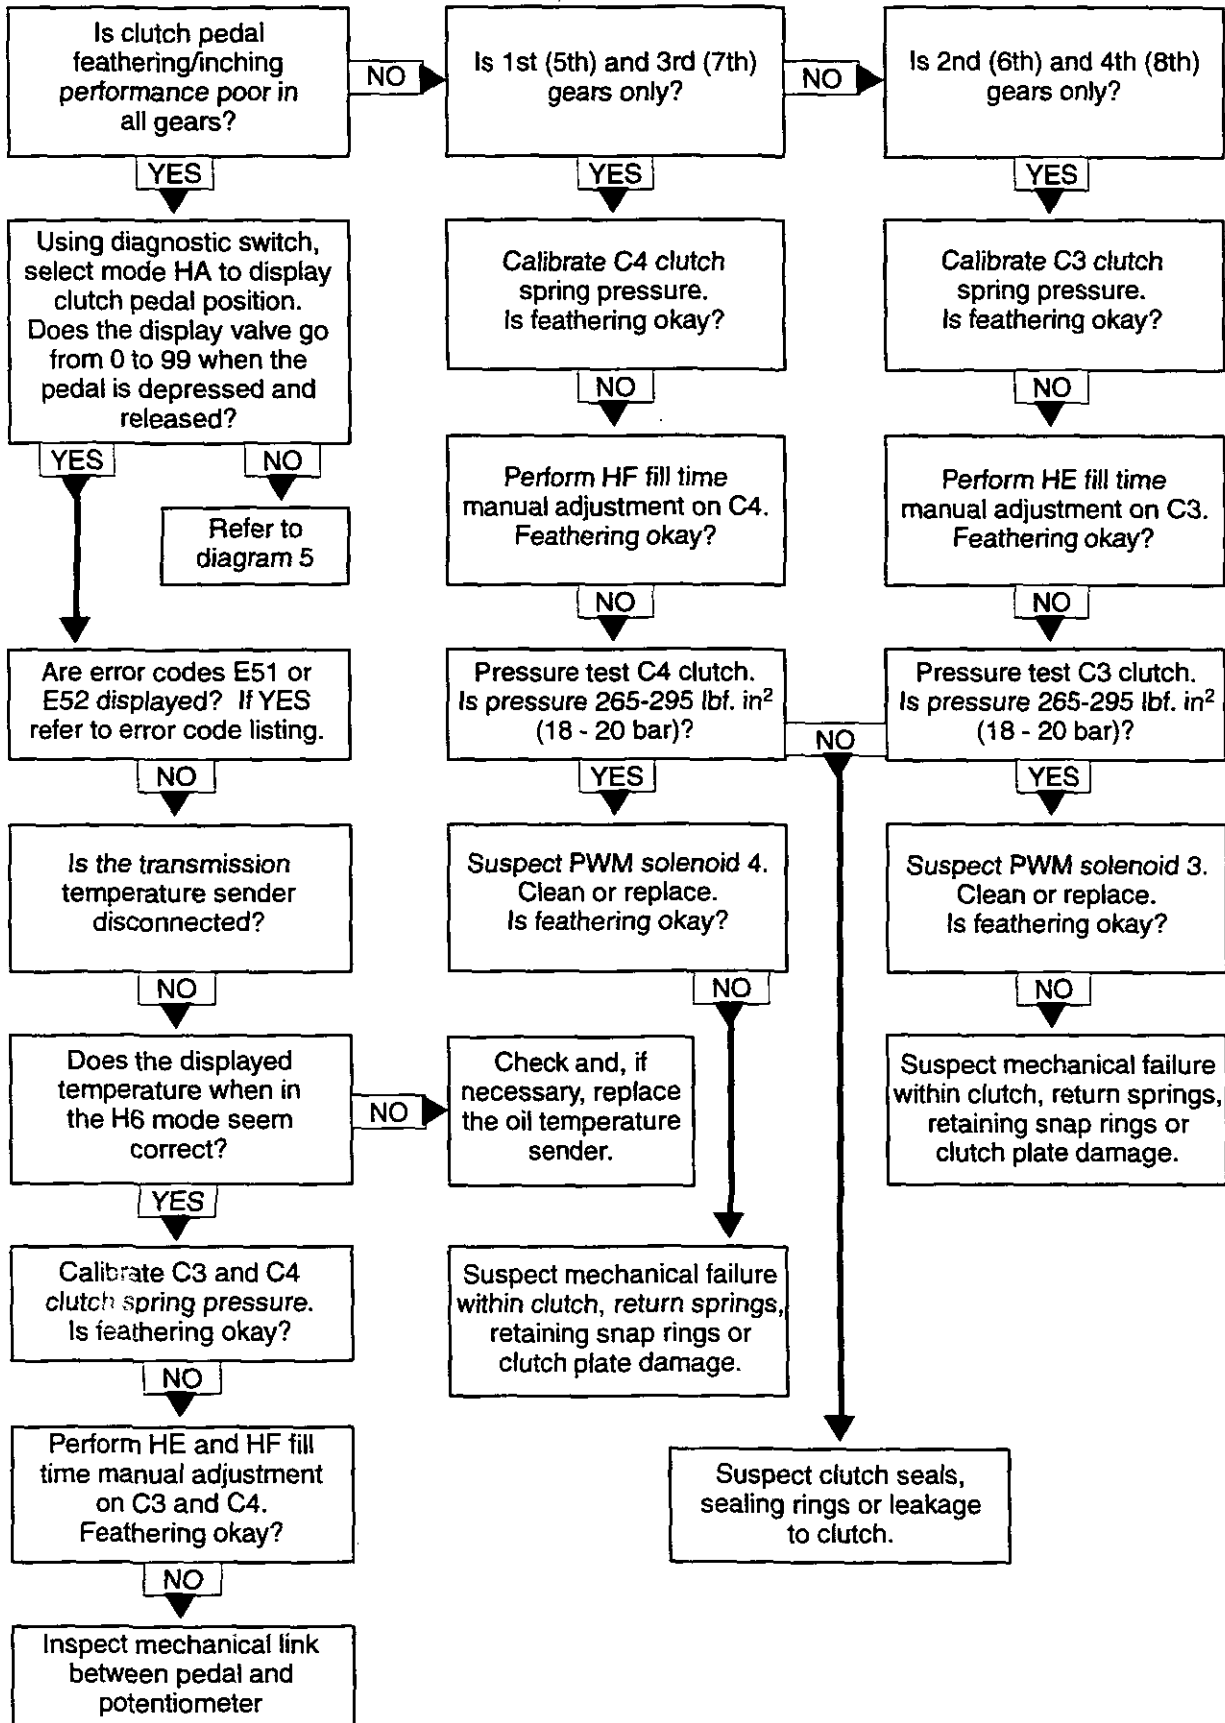 Is clutch pedal
feathering/inching
performance poor in
all gears?
NO
Is 1st (5th) and 3rd (7th)
gears only?
NO
Is 2nd (6th) and 4th (8th)
gears only?
YES
YES
YES
Using diagnostic switch,
select mode HA to display
clutch pedal position.
Does the display valve go
from 0 to 99 when the
pedal is depressed and
released?
Calibrate C4 clutch
spring pressure.
Is feathering okay?
Calibrate C3 clutch
spring pressure.
Is feathering okay?
NO
NO
YES
NO
Refer to
diagram 5
Perform HF fill time
manual adjustment on C4.
Feathering okay?
Perform HE fill time
manual adjustment on C3.
Feathering okay?
NO
NO
Are error codes E51 or
E52 displayed? If YES
refer to error code listing.
Pressure test C4 clutch.
Is pressure 265-295 lbf. in²
(18 - 20 bar)?
NO
Pressure test C3 clutch.
Is pressure 265-295 lbf. in²
(18 - 20 bar)?
NO
YES
YES
Is the transmission
temperature sender
disconnected?
Suspect PWM solenoid 4.
Clean or replace.
Is feathering okay?
Suspect PWM solenoid 3.
Clean or replace.
Is feathering okay?
NO
NO
NO
Does the displayed
temperature when in
the H6 mode seem
correct?
NO
Check and, if
necessary, replace
the oil temperature
sender.
Suspect mechanical failure
within clutch, return springs,
retaining snap rings or
clutch plate damage.
YES
Calibrate C3 and C4
clutch spring pressure.
Is feathering okay?
Suspect mechanical failure
within clutch, return springs,
retaining snap rings or
clutch plate damage.
NO
Perform HE and HF fill
time manual adjustment
on C3 and C4.
Feathering okay?
Suspect clutch seals,
sealing rings or leakage
to clutch.
NO
Inspect mechanical link
between pedal and
potentiometer